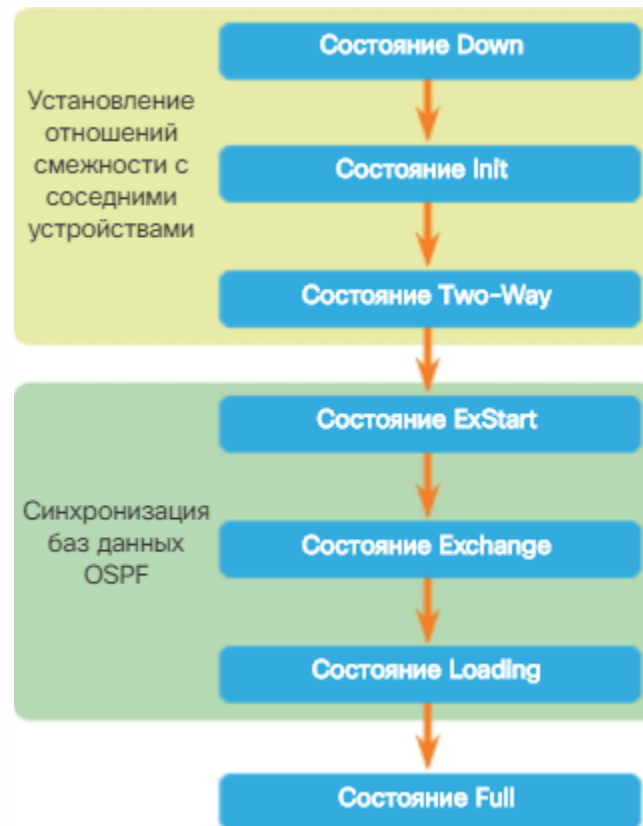 Состояние Down
Установление
отношений
смежности с
соседними
устройствами
Состояние Init
Состояние Two-Way
Состояние ExStart
Синхронизация
баз данных
OSPF
Состояние Exchange
Состояние Loading
Состояние Full